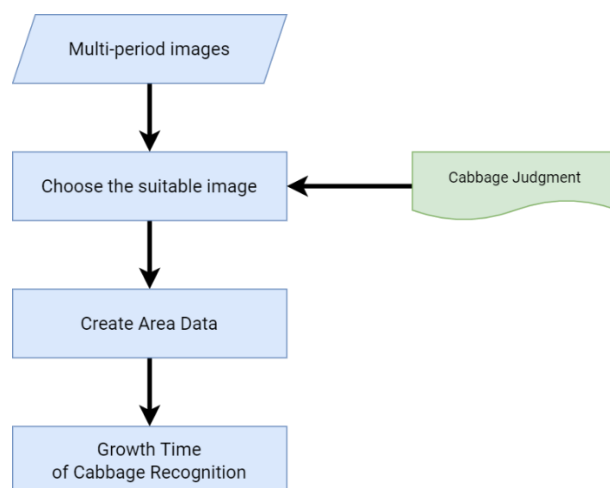 Multi-period images
Choose the suitable image
Cabbage Judgment
Create Area Data
Growth Time
of Cabbage Recognition